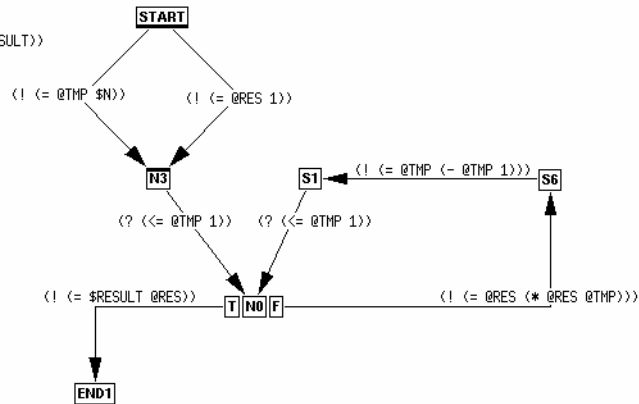 START
SULT))
(! (= @TMP $N))
(! (= @RES 1))
N3
S1
(! (= @TMP (- @TMP 1)))
S6
(? (<= @TMP 1))
(? (<= @TMP 1))
(! (= $RESULT @RES))
T
N0
F
(! (= @RES (* @RES @TMP)))
END1